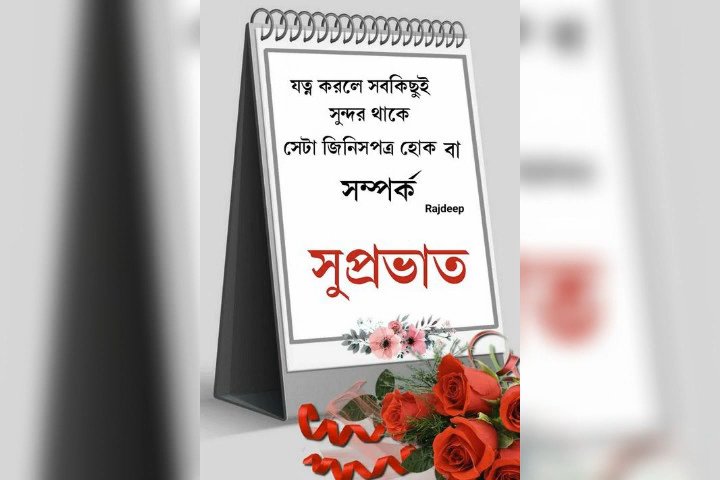 যত্ন করলে সবকিছুই
সুন্দর থাকে
সেটা জিনিসপত্র হোক বা
সম্পর্ক
Rajdeep
সুপ্রভাত